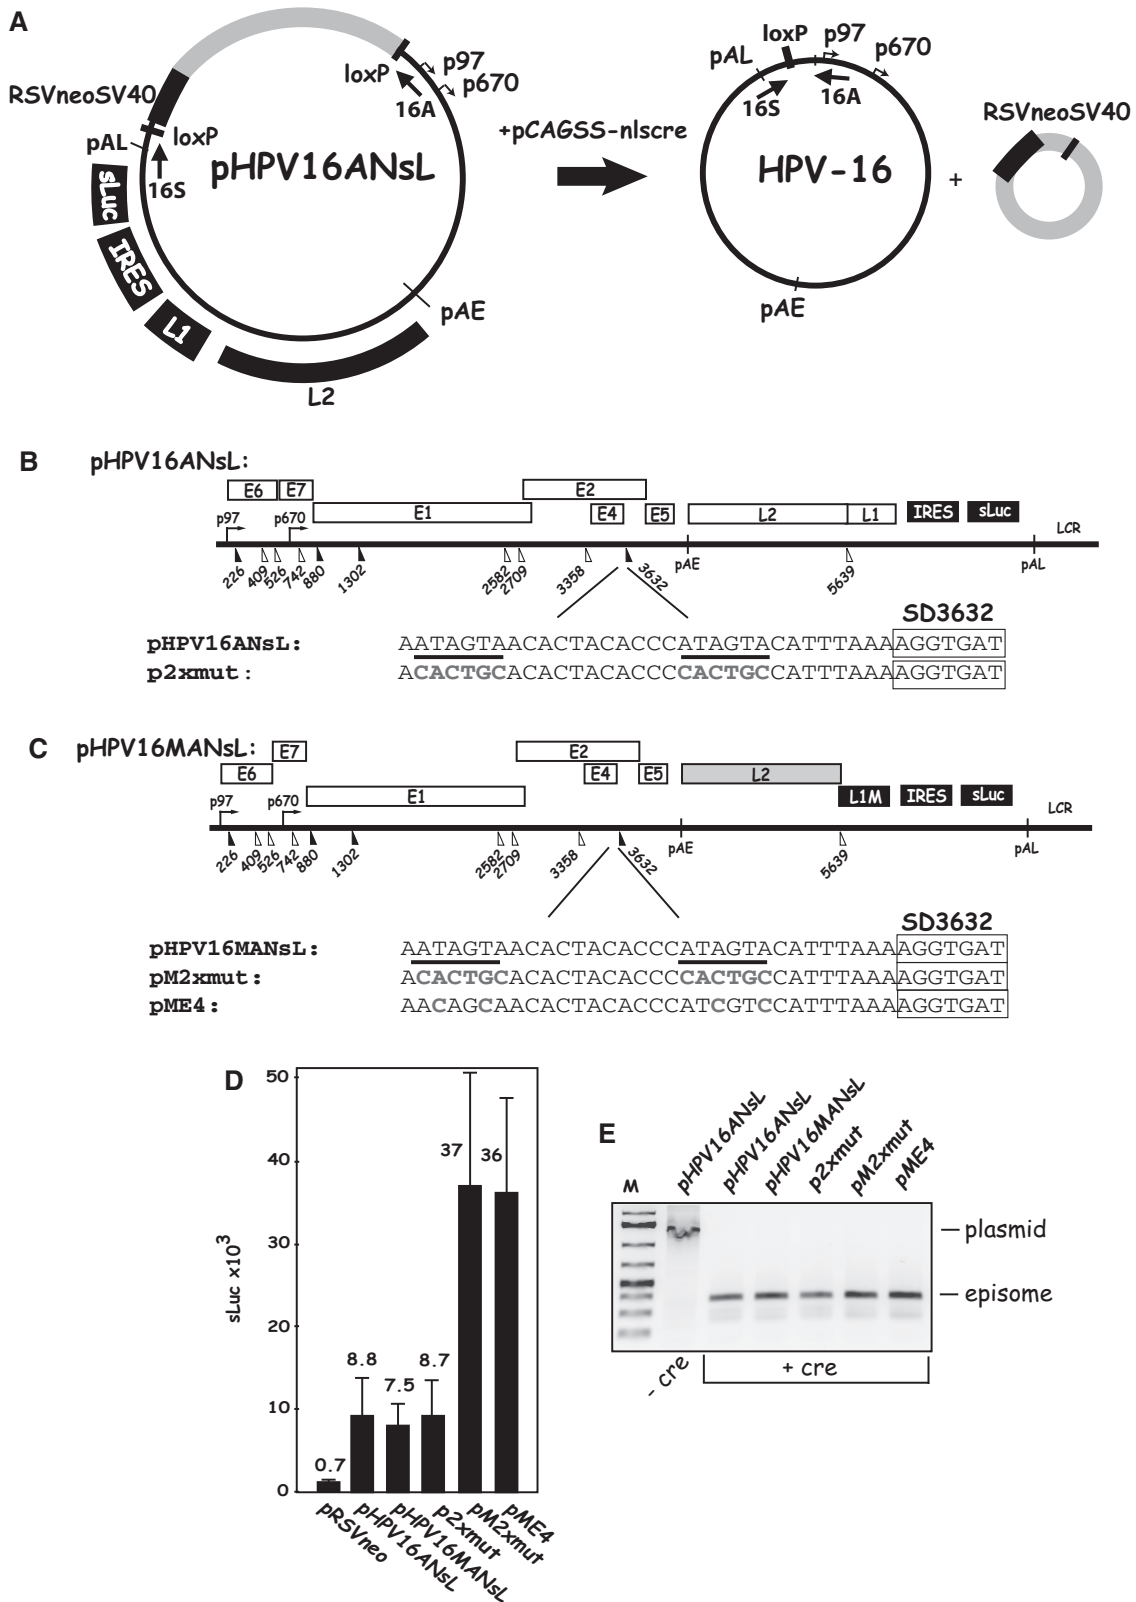 A
RSVneoSV40
pAL
loxP
16S
sLuc
IRES
L1
L2
pHPV16ANsL
loxP
16A
p97
p670
pAE
+pCAGSS-nlscre
pAL
loxP
p97
p670
16S
16A
HPV-16
pAE
+
RSVneoSV40
B
pHPV16ANsL:
E6 E7 E1 E2 E4 E5 L2 L1 IRES sLuc
p97 p670 LCR
226 409 526 742 880 1302 2582 2709 3358 3632 pAE 5639 pAL
SD3632
pHPV16ANsL: AATAGTAACACTACACCCATAGTACATTTAAAAGGTGAT
p2xmut: ACACTGCACACTACACCCCACTGCCATTTAAAAGGTGAT
C
pHPV16MANsL:
E7 E2
E6 E4 E5 L2
E1 L1M IRES sLuc
p97 p670 LCR
226 409 526 742 880 1302 2582 2709 3358 3632 pAE 5639 pAL
SD3632
pHPV16MANsL: AATAGTAACACTACACCCATAGTACATTTAAAAGGTGAT
pM2xmut: ACACTGCACACTACACCCCACTGCCATTTAAAAGGTGAT
pME4: AACAGCAACACTACACCCATCGTCCATTTAAAAGGTGAT
D
sLuc x10³
50
40
30
20
10
0
0.7
8.8
7.5
8.7
37
36
pRSVneo
pHPV16ANsL
pHPV16MANsL
p2xmut
pM2xmut
pME4
E
M
pHPV16ANsL
pHPV16ANsL
pHPV16MANsL
p2xmut
pM2xmut
pME4
plasmid
episome
- cre
+ cre